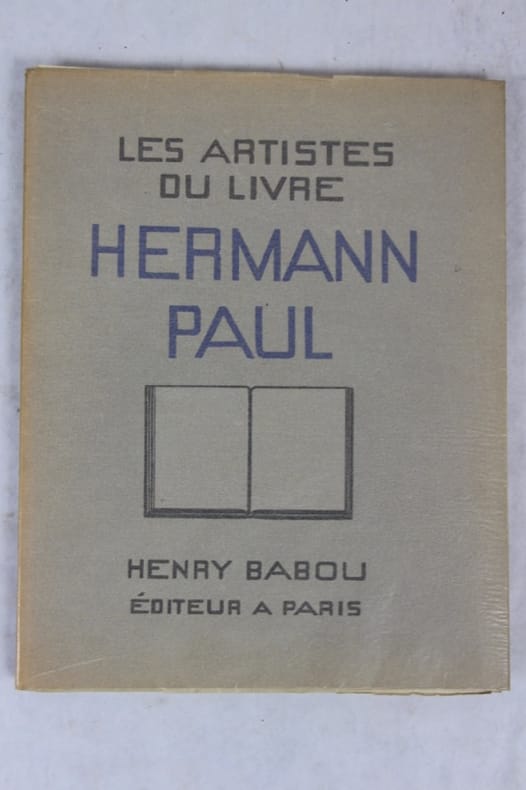 LES ARTISTES
DU LIVRE
HERMANN
PAUL
HENRY BABOU
ÉDITEUR A PARIS